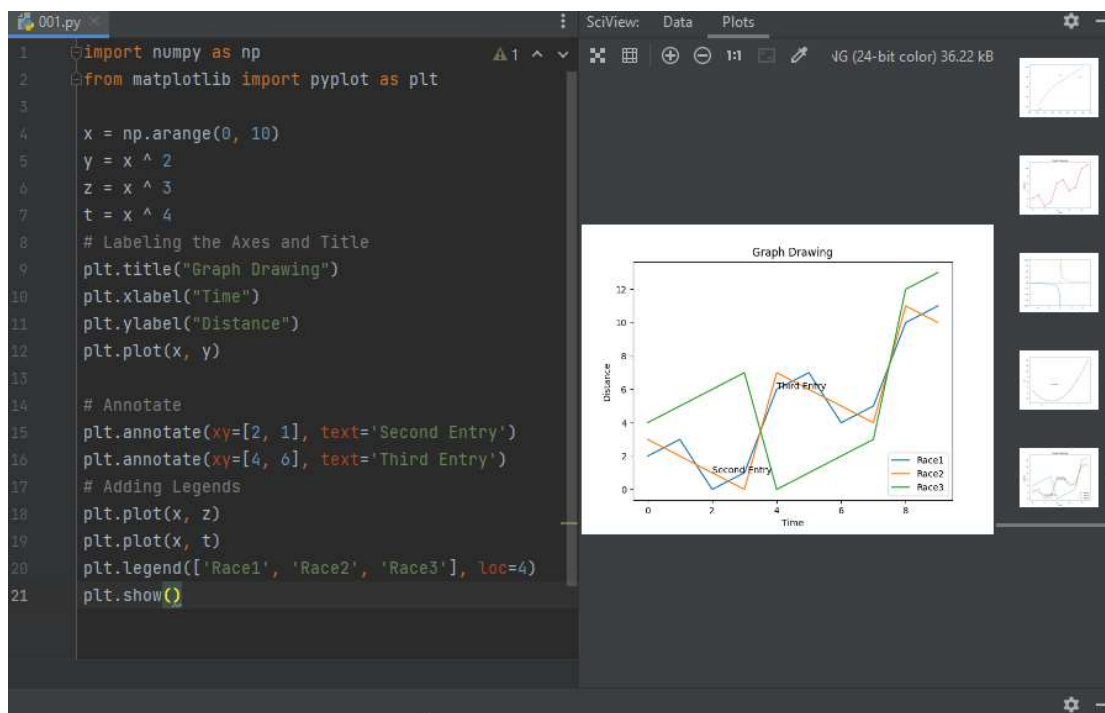 001.py
SciView: Data Plots
1 import numpy as np
2 from matplotlib import pyplot as plt
3
4 x = np.arange(0, 10)
5 y = x ^ 2
6 z = x ^ 3
7 t = x ^ 4
8 # Labeling the Axes and Title
9 plt.title("Graph Drawing")
10 plt.xlabel("Time")
11 plt.ylabel("Distance")
12 plt.plot(x, y)
13
14 # Annotate
15 plt.annotate(xy=[2, 1], text='Second Entry')
16 plt.annotate(xy=[4, 6], text='Third Entry')
17 # Adding Legends
18 plt.plot(x, z)
19 plt.plot(x, t)
20 plt.legend(['Race1', 'Race2', 'Race3'], loc=4)
21 plt.show()
1
1:1 NG (24-bit color) 36.22 kB
Graph Drawing
12
10
8
6
4
2
0
Distance
Third Entry
Second Entry
Race1
Race2
Race3
0 2 4 6 8
Time